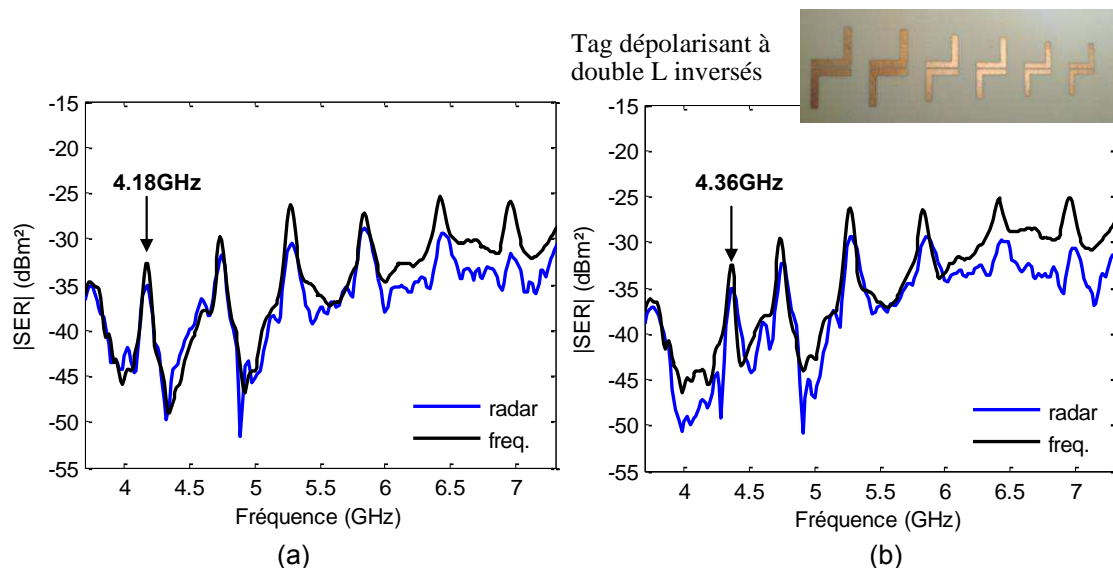 Tag dépolarisant à
double L inversés
-15
-20
-25
-30
-35
-40
-45
-50
-55
|SER| (dBm²)
4.18GHz
radar
freq.
4
4.5
5
5.5
6
6.5
7
Fréquence (GHz)
(a)
-15
-20
-25
-30
-35
-40
-45
-50
-55
|SER| (dBm²)
4.36GHz
radar
freq.
4
4.5
5
5.5
6
6.5
7
Fréquence (GHz)
(b)